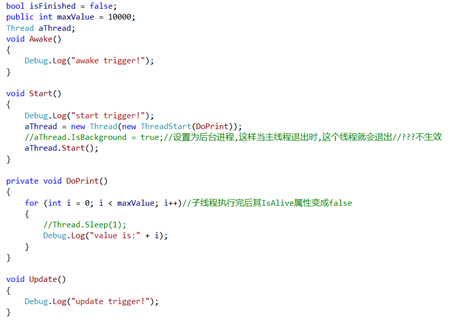 bool isFinished = false;
public int maxValue = 10000;
Thread aThread;
void Awake()
{
    Debug.Log("awake trigger!");
}

void Start()
{
    Debug.Log("start trigger!");
    aThread = new Thread(new ThreadStart(DoPrint));
    //aThread.IsBackground = true;//设置为后台进程,这样当主线程退出时,这个线程就会退出//???不生效
    aThread.Start();
}

private void DoPrint()
{
    for (int i = 0; i < maxValue; i++)//子线程执行完后其IsAlive属性变成false
    {
        //Thread.Sleep(1);
        Debug.Log("value is:" + i);
    }
}

void Update()
{
    Debug.Log("update trigger!");
}